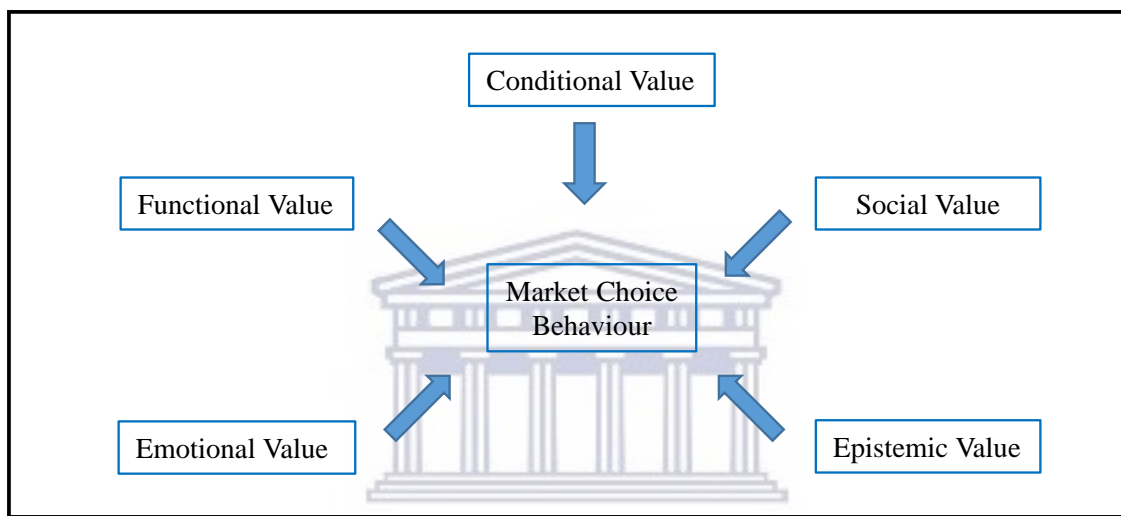 Conditional Value
Functional Value
Social Value
Market Choice
Behaviour
Emotional Value
Epistemic Value